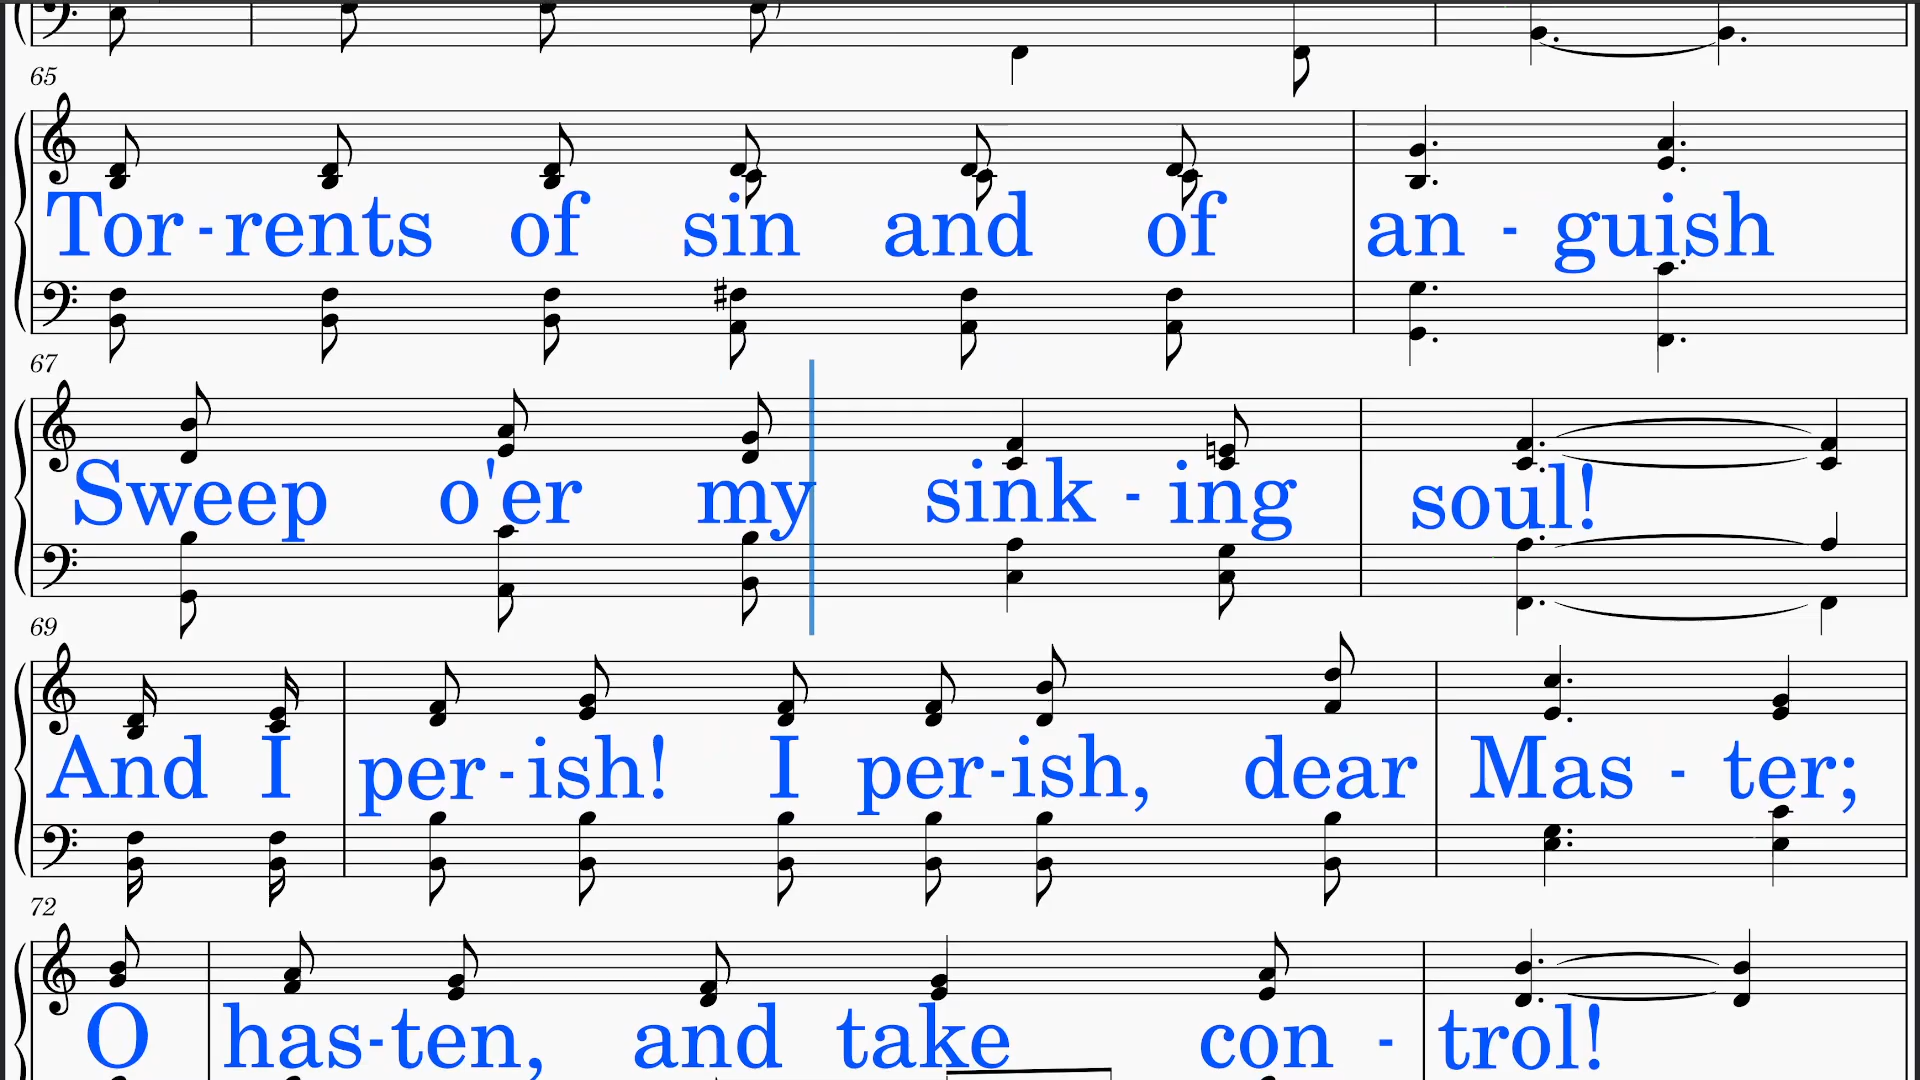 65
Tor - rents of sin and of an - guish
67
Sweep o'er my sink - ing soul!
69
And I per - ish! I per - ish, dear Mas - ter;
72
O has - ten, and take con - trol!